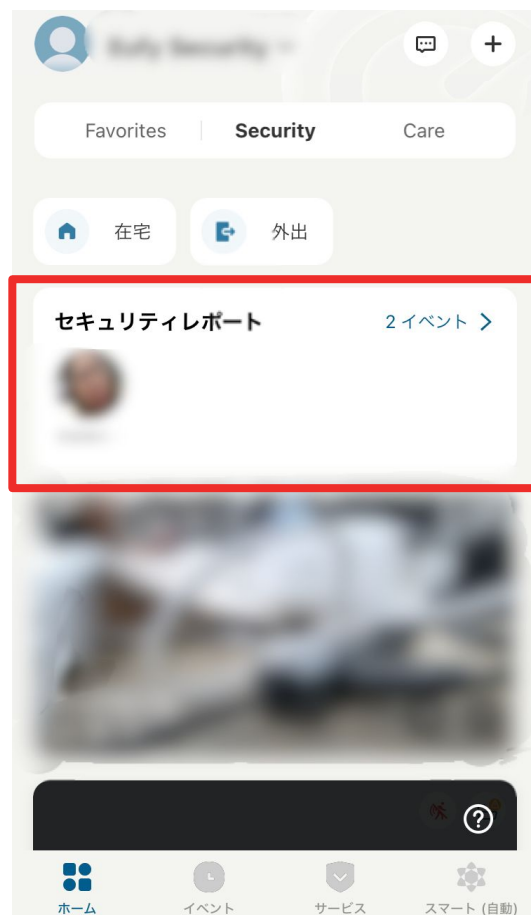 Favorites
Security
Care
在宅
外出
セキュリティレポート
2 イベント
ホーム
イベント
サービス
スマート (自動)